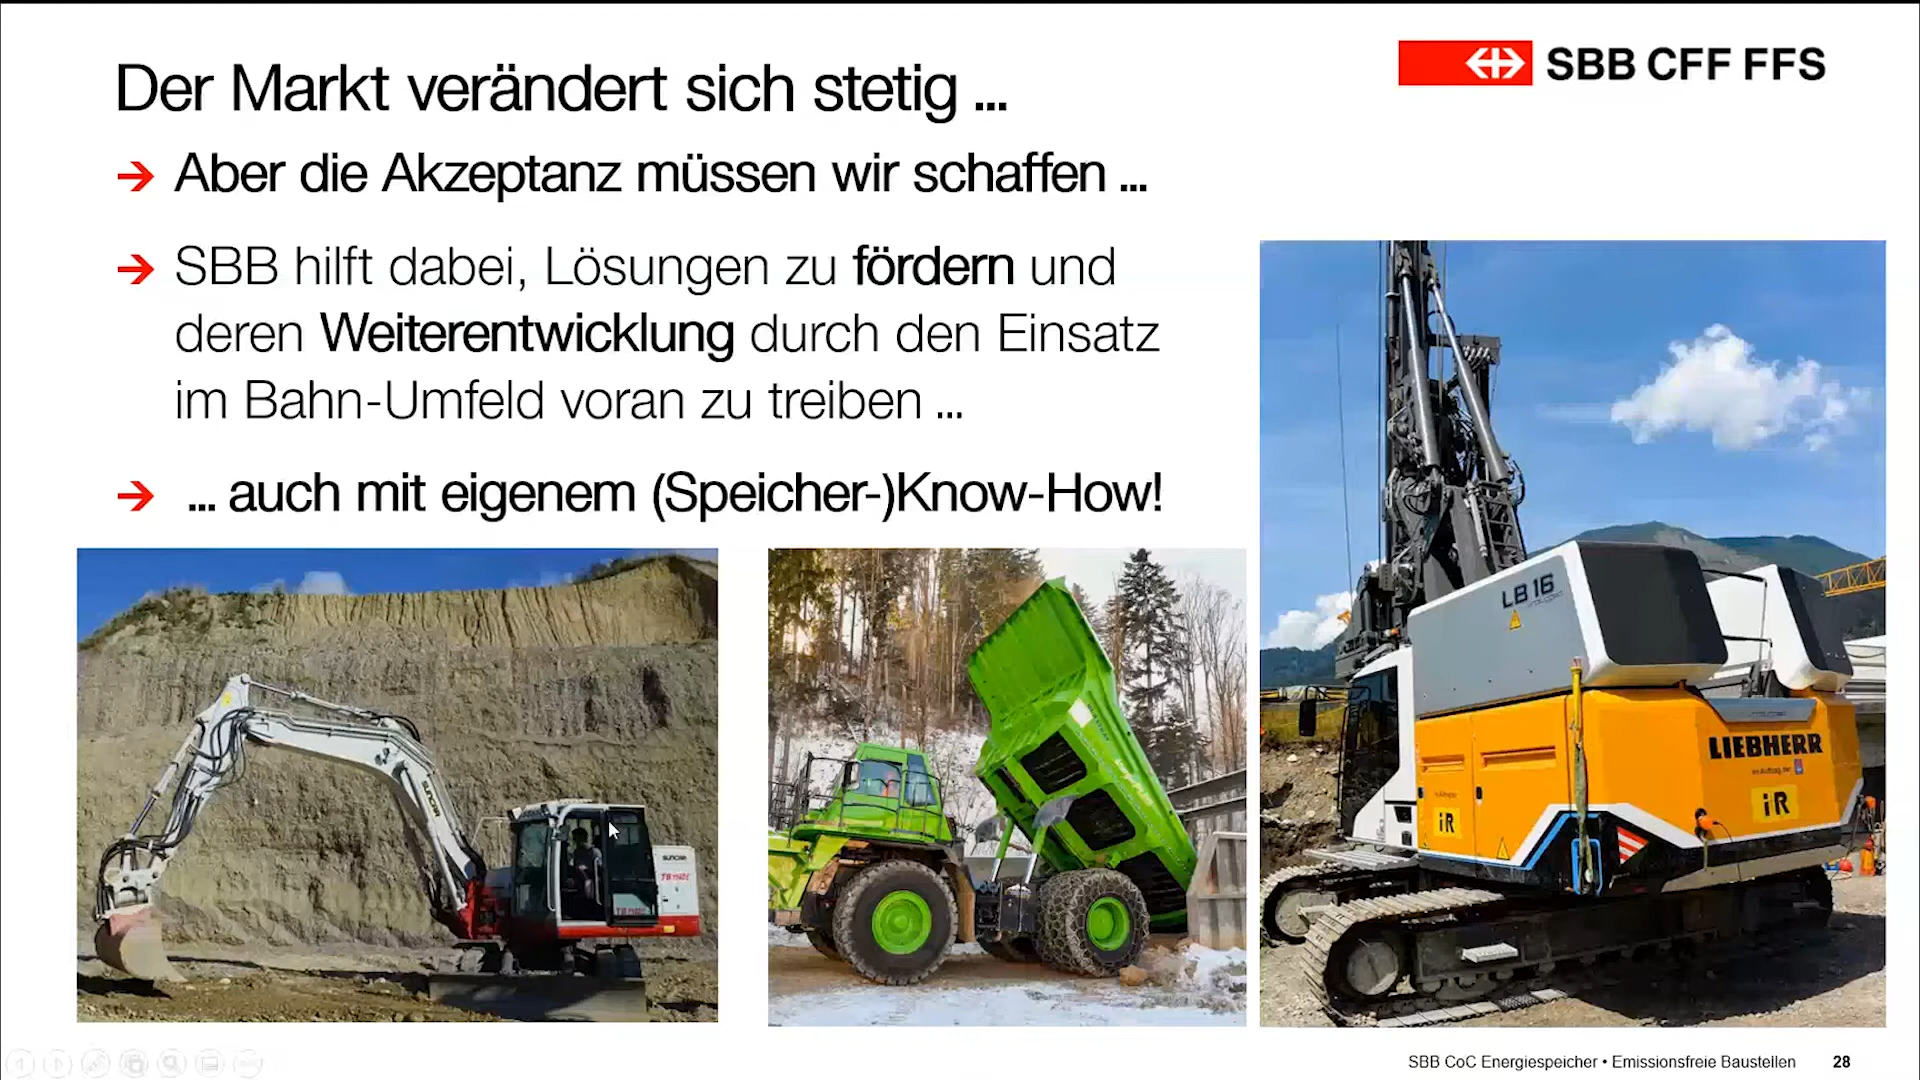 Der Markt verändert sich stetig ...
SBB CFF FFS
→ Aber die Akzeptanz müssen wir schaffen ...
→ SBB hilft dabei, Lösungen zu fördern und
deren Weiterentwicklung durch den Einsatz
im Bahn-Umfeld voran zu treiben ...
→ ... auch mit eigenem (Speicher-)Know-How!
SUNCAR
SUNCAR
LB 16
LIEBHERR
iR
iR
SBB CoC Energiespeicher • Emissionsfreie Baustellen 28